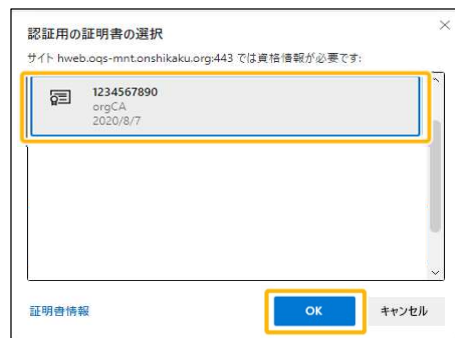 認証用の証明書の選択
サイト hweb.oqs-mnt.onshikaku.org:443 では資格情報が必要です:
1234567890
orgCA
2020/8/7
証明書情報
OK
キャンセル